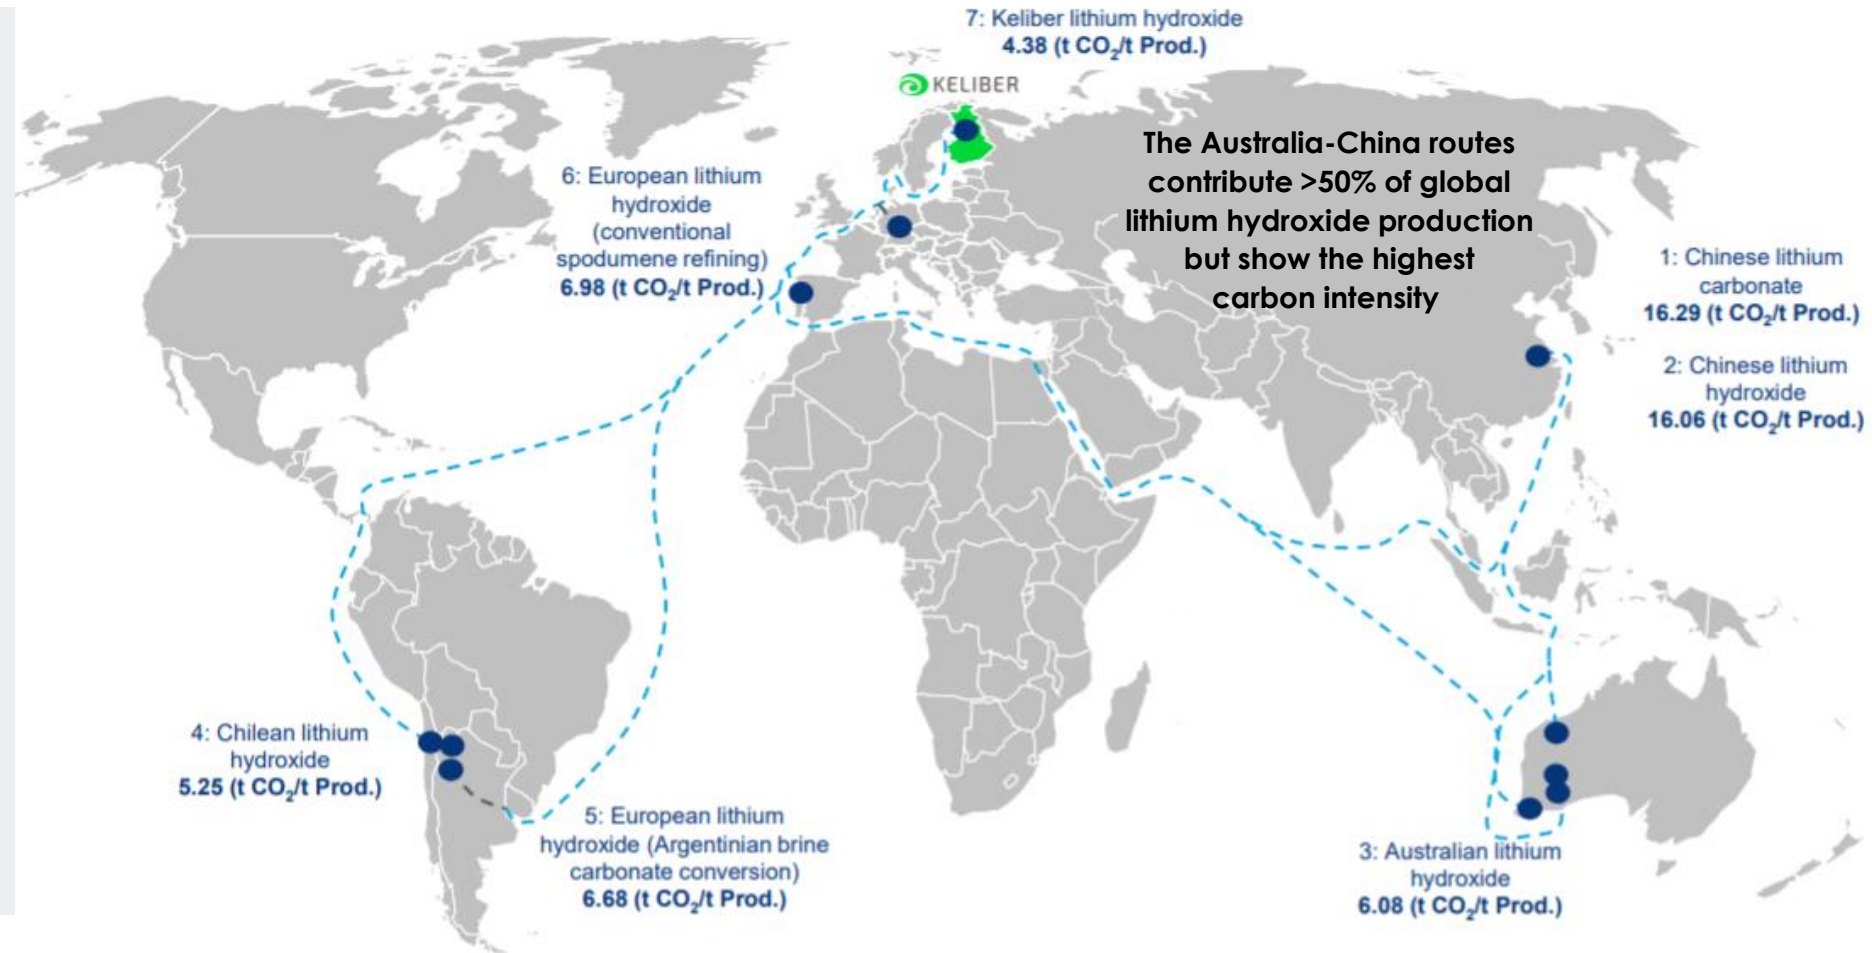 7: Keliber lithium hydroxide
4.38 (t CO₂/t Prod.)
KELIBER
The Australia-China routes
contribute >50% of global
lithium hydroxide production
but show the highest
carbon intensity
6: European lithium
hydroxide
(conventional
spodumene refining)
6.98 (t CO₂/t Prod.)
1: Chinese lithium
carbonate
16.29 (t CO₂/t Prod.)
2: Chinese lithium
hydroxide
16.06 (t CO₂/t Prod.)
4: Chilean lithium
hydroxide
5.25 (t CO₂/t Prod.)
5: European lithium
hydroxide (Argentinian brine
carbonate conversion)
6.68 (t CO₂/t Prod.)
3: Australian lithium
hydroxide
6.08 (t CO₂/t Prod.)